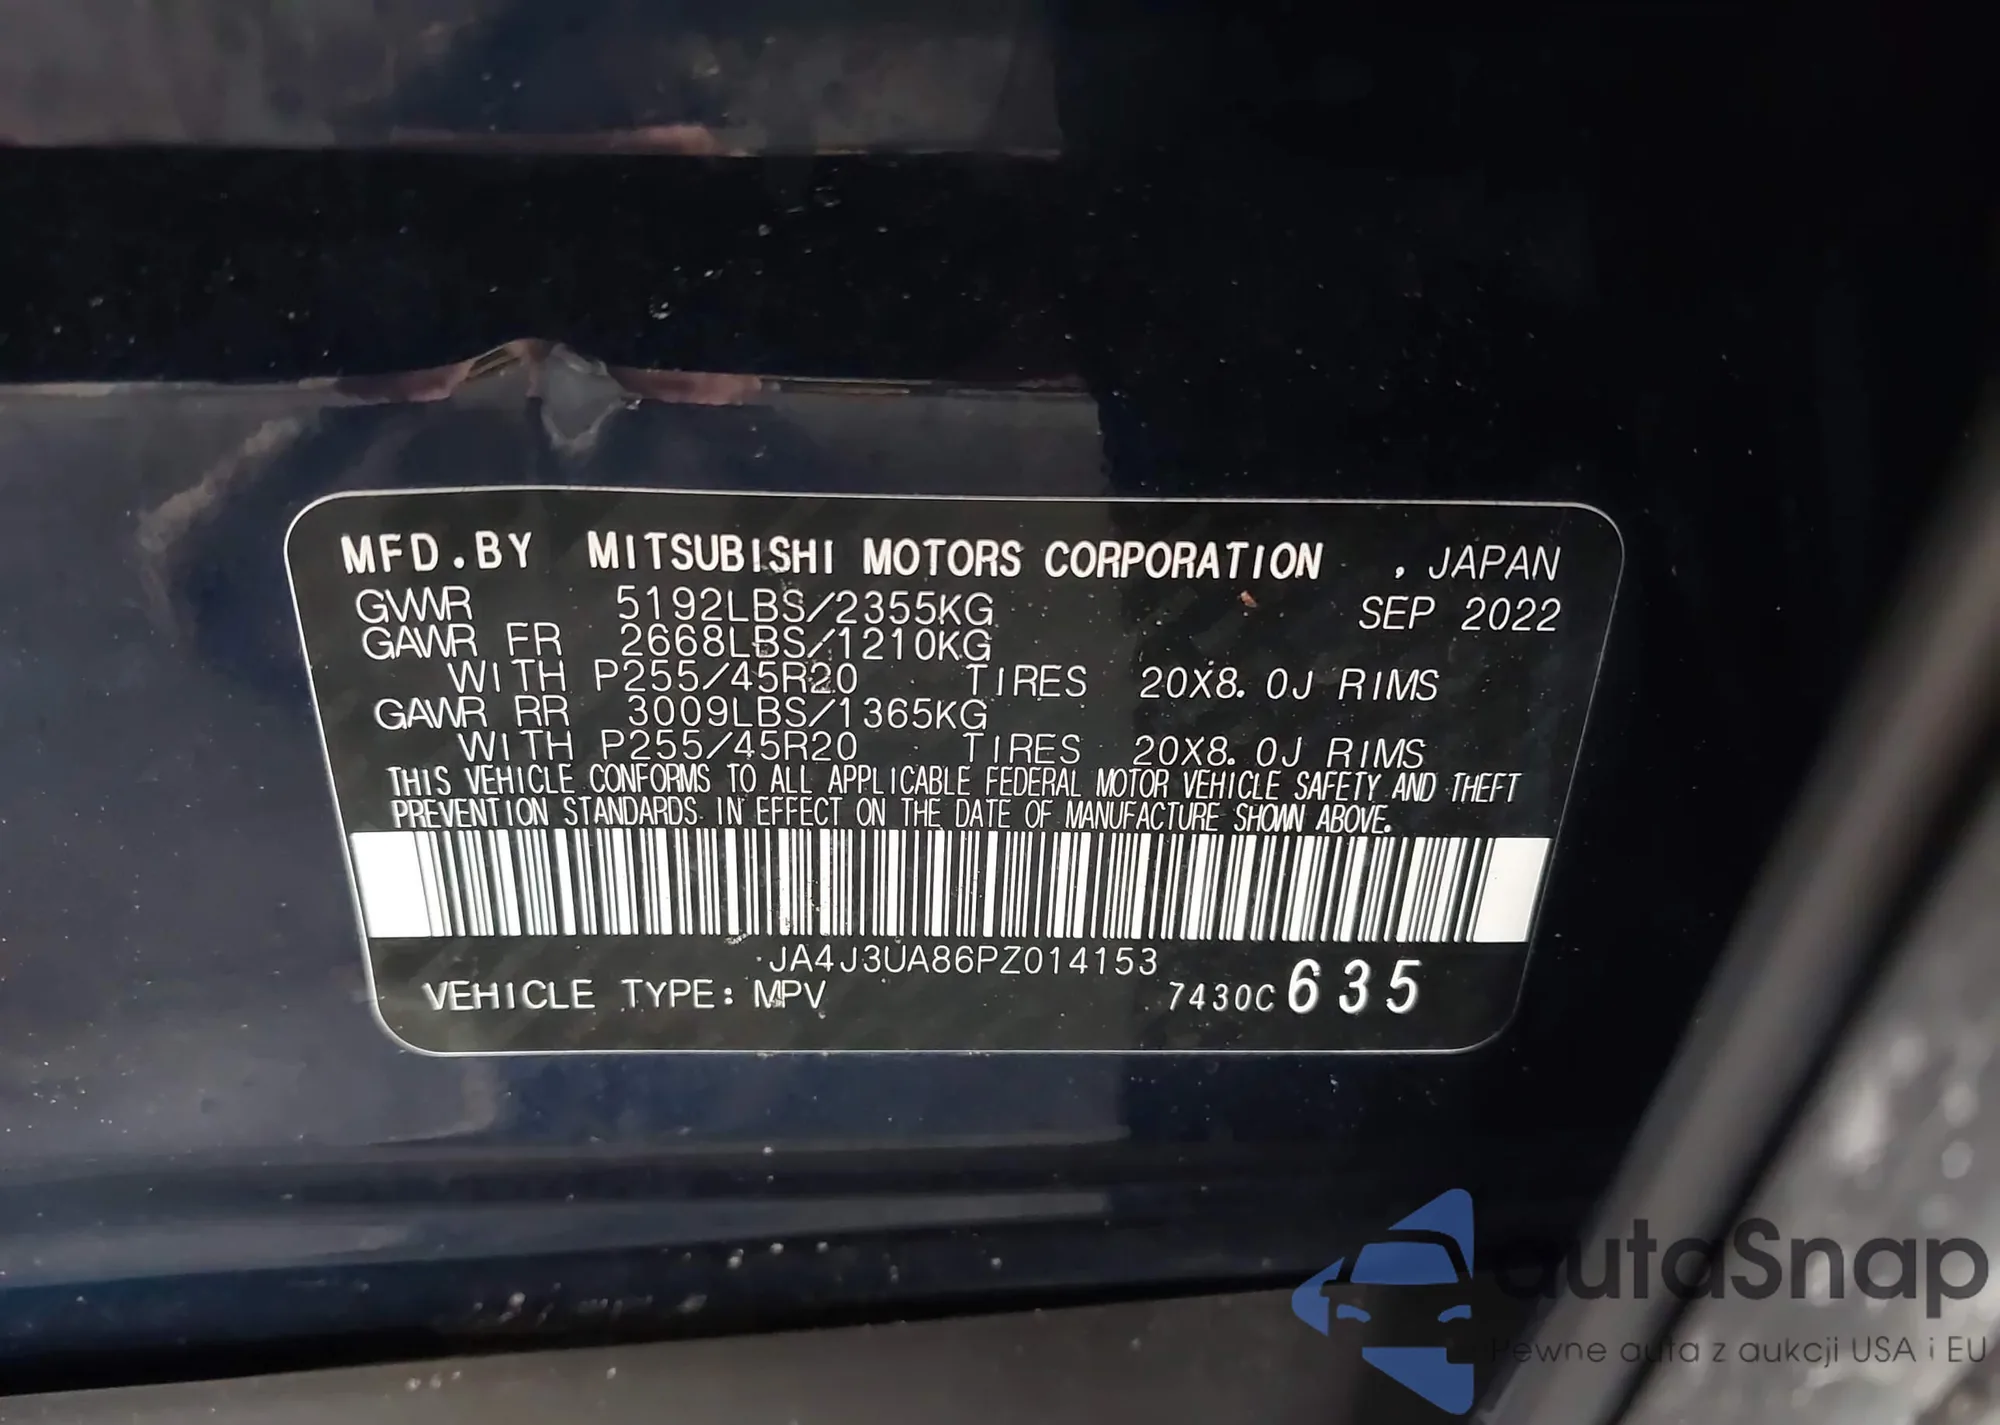 MFD.BY MITSUBISHI MOTORS CORPORATION , JAPAN
GVWR 5192LBS/2355KG SEP 2022
GAWR FR 2668LBS/1210KG
WITH P255/45R20 TIRES 20X8.0J RIMS
GAWR RR 3009LBS/1365KG
WITH P255/45R20 TIRES 20X8.0J RIMS
THIS VEHICLE CONFORMS TO ALL APPLICABLE FEDERAL MOTOR VEHICLE SAFETY AND THEFT
PREVENTION STANDARDS IN EFFECT ON THE DATE OF MANUFACTURE SHOWN ABOVE.
JA4J3UA86PZ014153
VEHICLE TYPE: MPV 7430C 635
autaSnap
Pewne auta z aukcji USA i EU